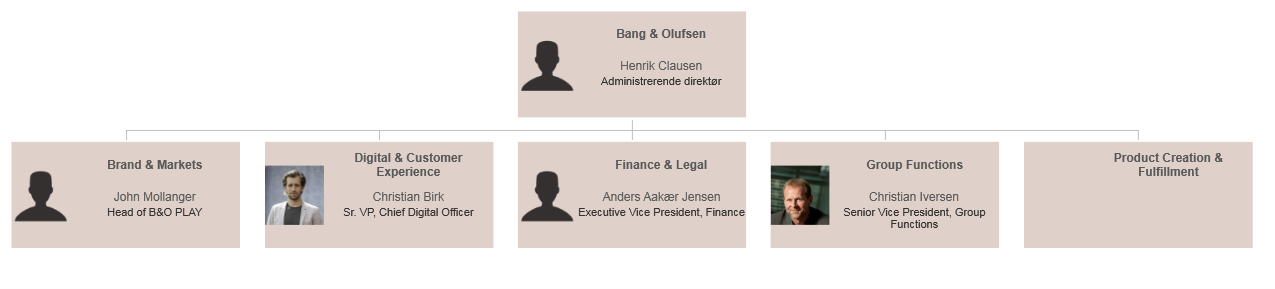 Bang & Olufsen
Henrik Clausen
Administrerende direktør
Brand & Markets
John Mollanger
Head of B&O PLAY
Digital & Customer
Experience
Christian Birk
Sr. VP, Chief Digital Officer
Finance & Legal
Anders Aakær Jensen
Executive Vice President, Finance
Group Functions
Christian Iversen
Senior Vice President, Group
Functions
Product Creation &
Fulfillment